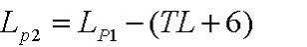 L_{p2} = L_{P1} − (TL + 6)